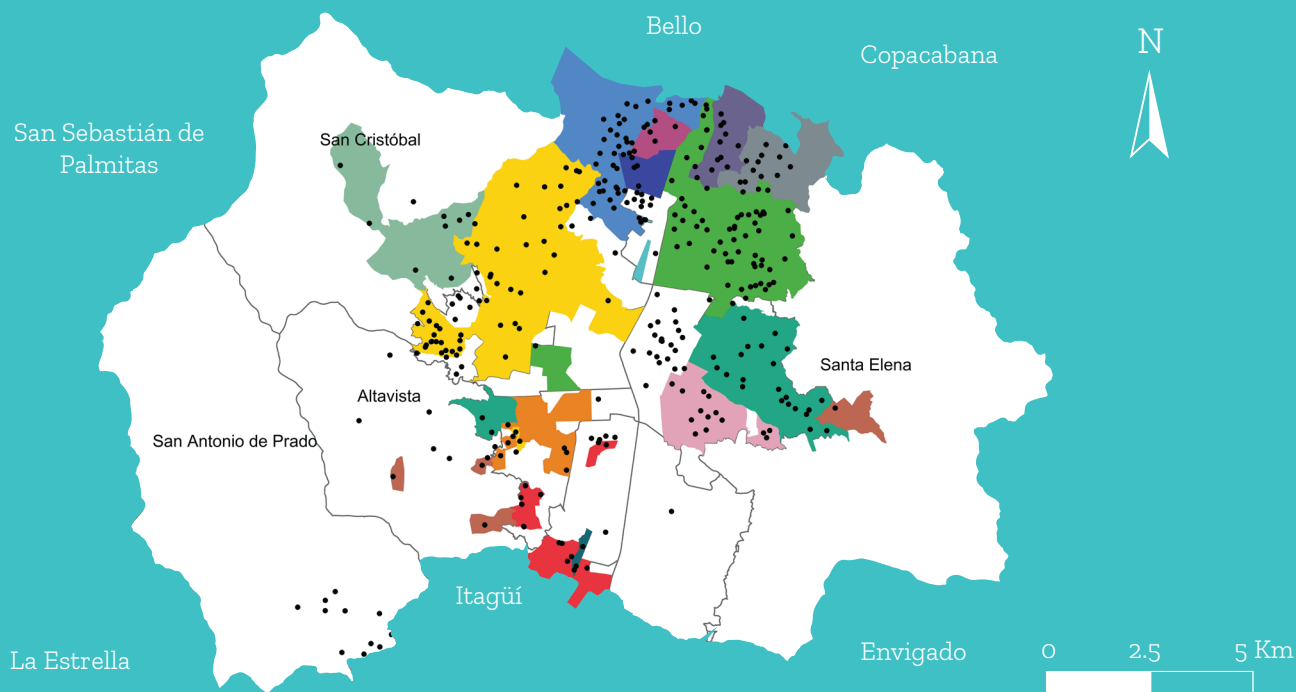 Bello
Copacabana
N
San Sebastián de
Palmitas
San Cristóbal
Santa Elena
Altavista
San Antonio de Prado
Itagüí
La Estrella
Envigado
0 2.5 5 Km